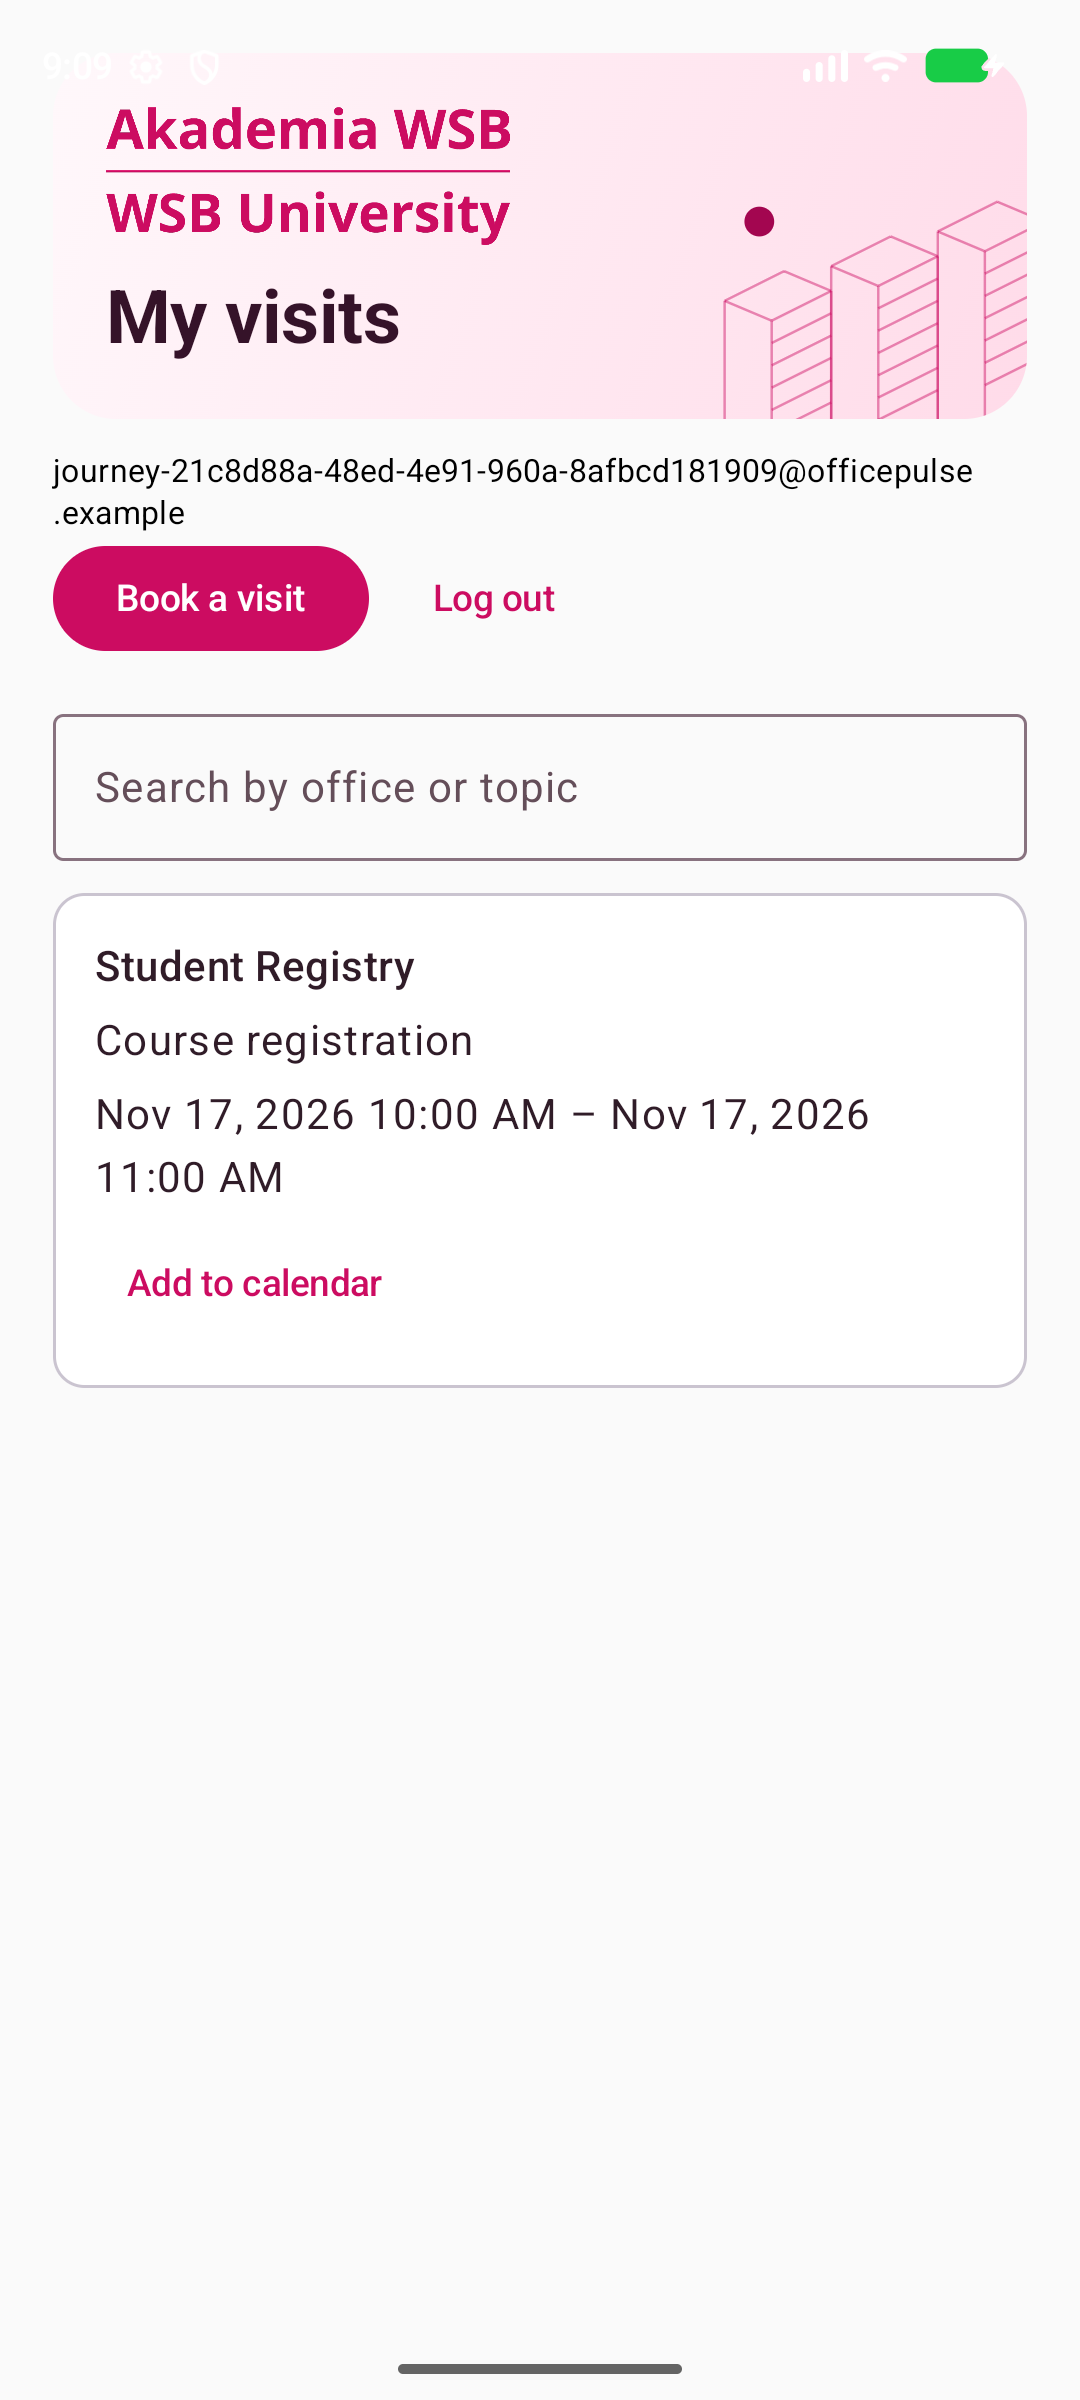 9:09
Akademia WSB
WSB University
My visits
journey-21c8d88a-48ed-4e91-960a-8afbcd181909@officepulse
.example
Book a visit
Log out
Search by office or topic
Student Registry
Course registration
Nov 17, 2026 10:00 AM – Nov 17, 2026
11:00 AM
Add to calendar